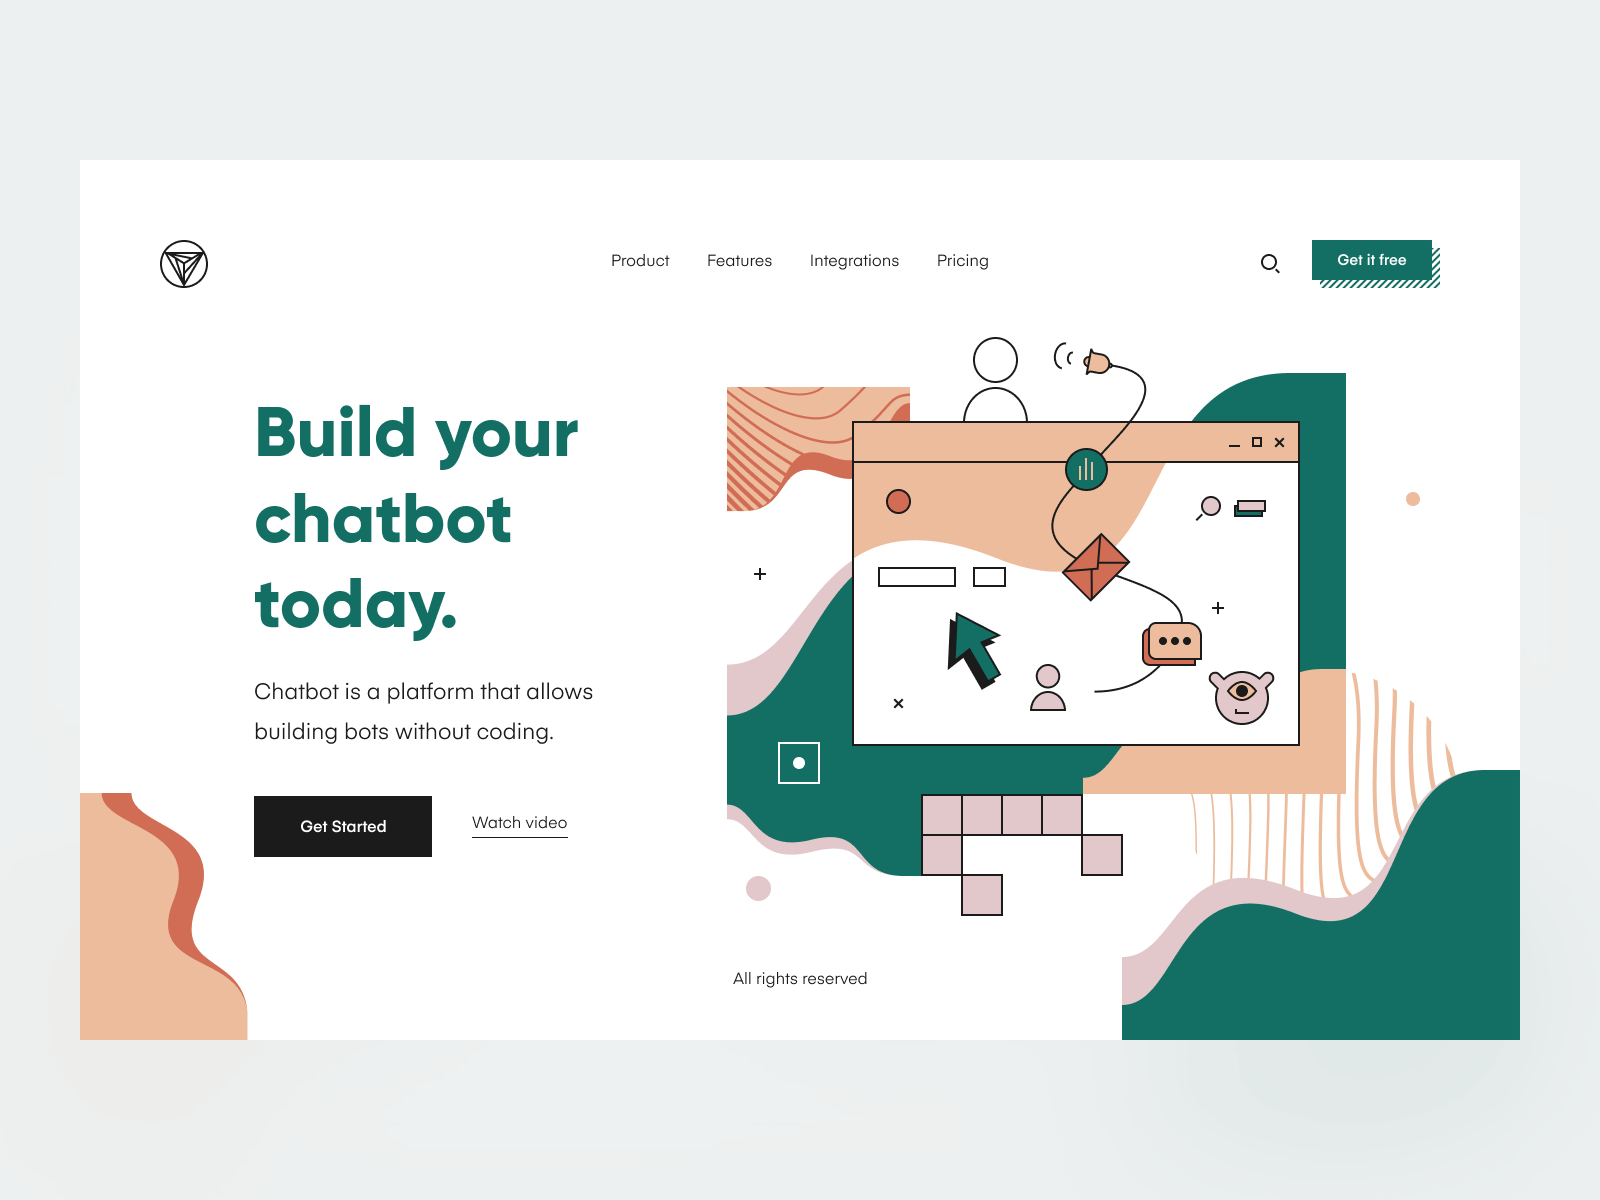 Product Features Integrations Pricing
Get it free
Build your
chatbot
today.
Chatbot is a platform that allows
building bots without coding.
Get Started
Watch video
All rights reserved